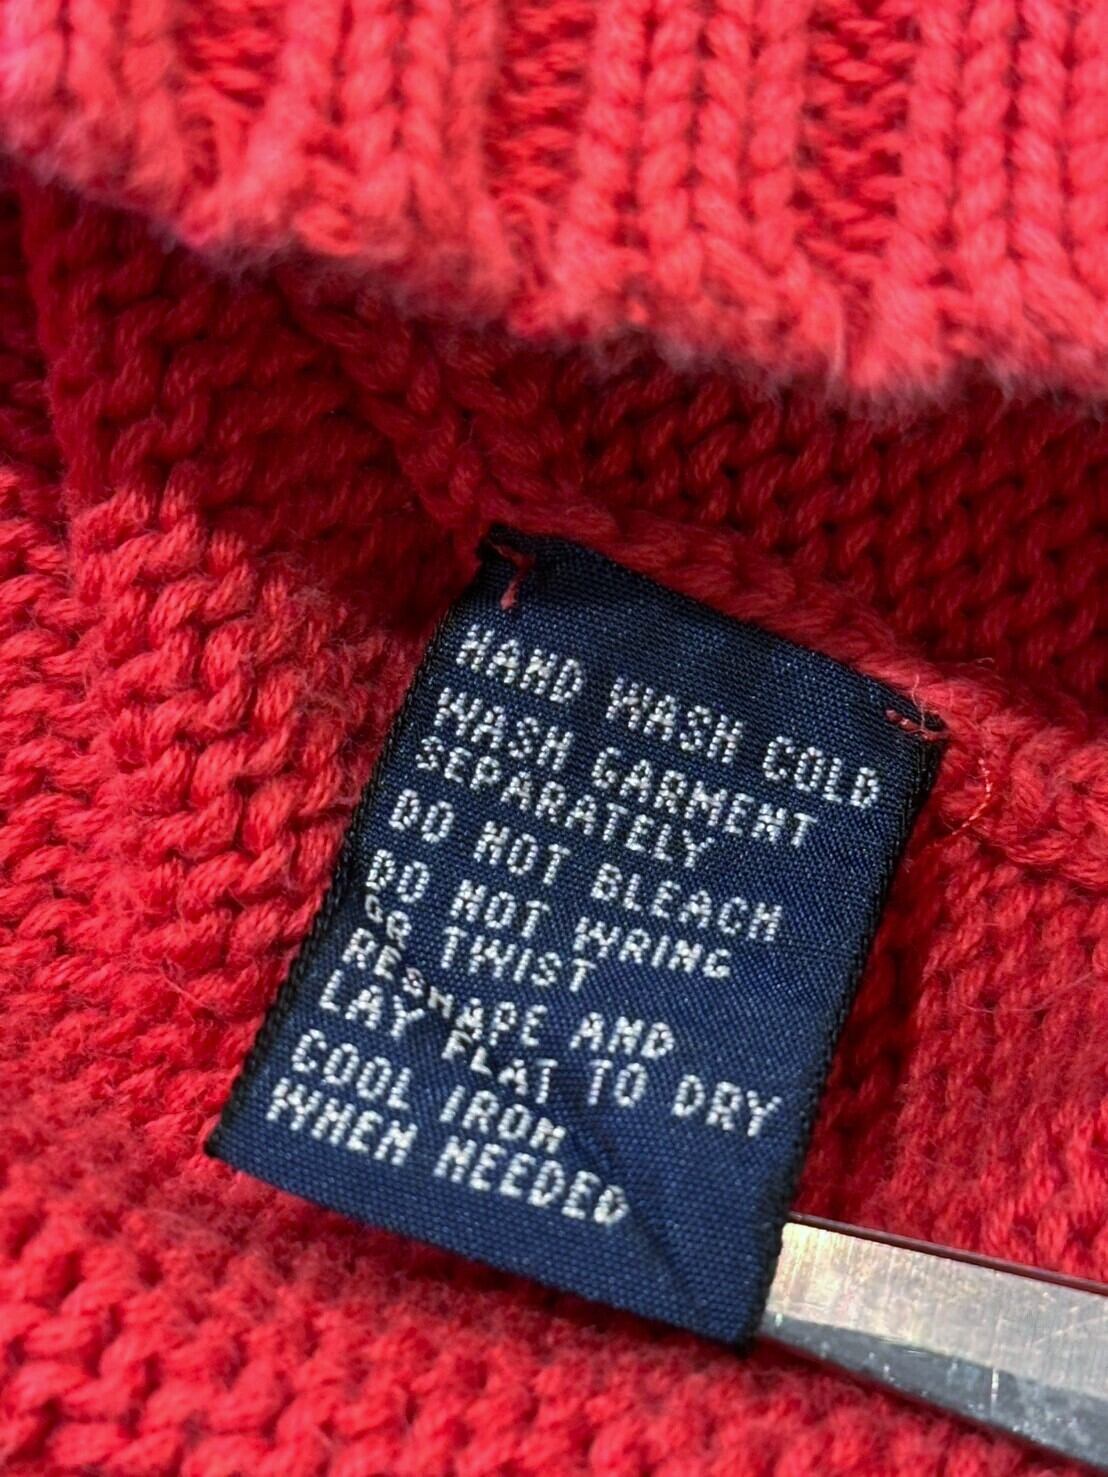 HAND WASH COLD
WASH GARMENT
SEPARATELY
DO NOT BLEACH
DO NOT WRING
OR TWIST
RESHAPE AND
LAY FLAT TO DRY
COOL IRON
WHEN NEEDED